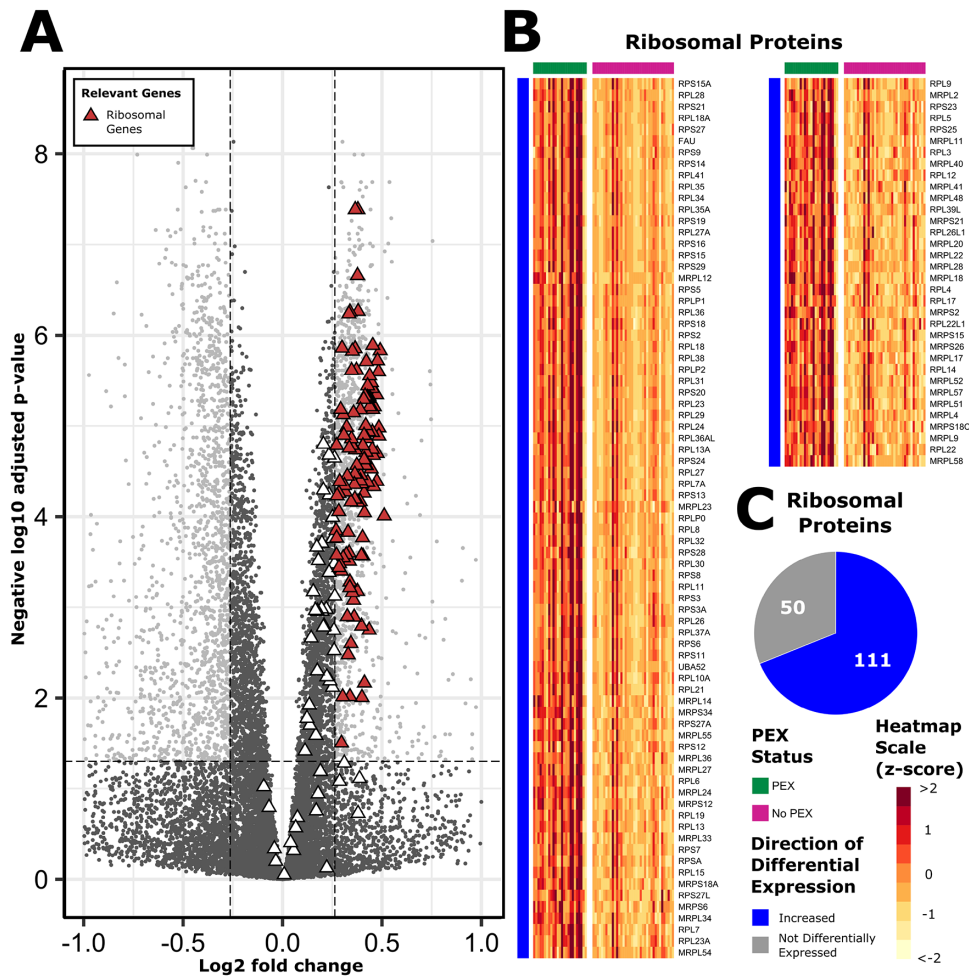 A
Relevant Genes
Ribosomal
Genes
Negative log10 adjusted p-value
8
6
4
2
0
-1.0
-0.5
0.0
0.5
1.0
Log2 fold change
B
Ribosomal Proteins
RPS15A
RPL28
RPS21
RPL18A
RPS27
FAU
RPS9
RPS14
RPL41
RPL35
RPL34
RPL35A
RPS19
RPL27A
RPS16
RPS15
RPS29
MRPL12
RPS5
RPLP1
RPL36
RPS18
RPS2
RPL18
RPL38
RPLP2
RPL31
RPS20
RPL23
RPL29
RPL24
RPL36AL
RPL13A
RPS24
RPL27
RPL7A
RPS13
MRPL23
RPLP0
RPL8
RPL32
RPS28
RPL30
RPS8
RPL11
RPS3
RPS3A
RPL26
RPL37A
RPS6
RPS11
UBA52
RPL10A
RPL21
MRPL14
MRPS34
RPS27A
MRPL55
RPS12
MRPL36
MRPL27
RPL6
MRPL24
MRPS12
RPL19
RPL13
MRPL33
RPS7
RPSA
RPL15
MRPS18A
RPS27L
MRPS6
MRPL34
RPL7
RPL23A
MRPL54
RPL9
MRPL2
RPS23
RPL5
RPS25
MRPL11
RPL3
MRPL40
RPL12
MRPL41
MRPL48
RPL39L
MRPS21
RPL26L1
MRPL20
MRPL22
MRPL28
MRPL18
RPL4
RPL17
MRPS2
RPL22L1
MRPS15
MRPS26
MRPL17
RPL14
MRPL52
MRPL57
MRPL51
MRPL4
MRPS18C
MRPL9
RPL22
MRPL58
C
Ribosomal
Proteins
50
111
PEX
Status
PEX
No PEX
Direction of
Differential
Expression
Increased
Not Differentially
Expressed
Heatmap
Scale
(z-score)
>2
1
0
-1
<-2